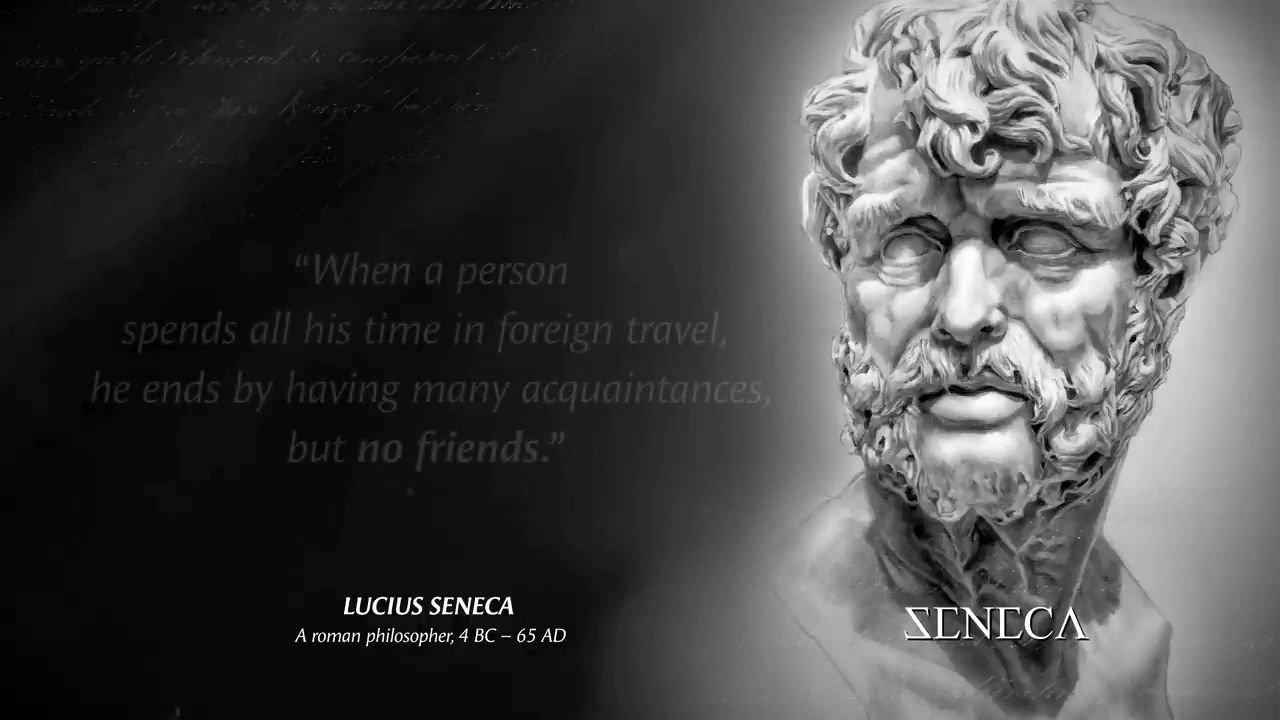 “When a person
spends all his time in foreign travel,
he ends by having many acquaintances,
but no friends.”
LUCIUS SENECA
A roman philosopher, 4 BC – 65 AD
SENECA